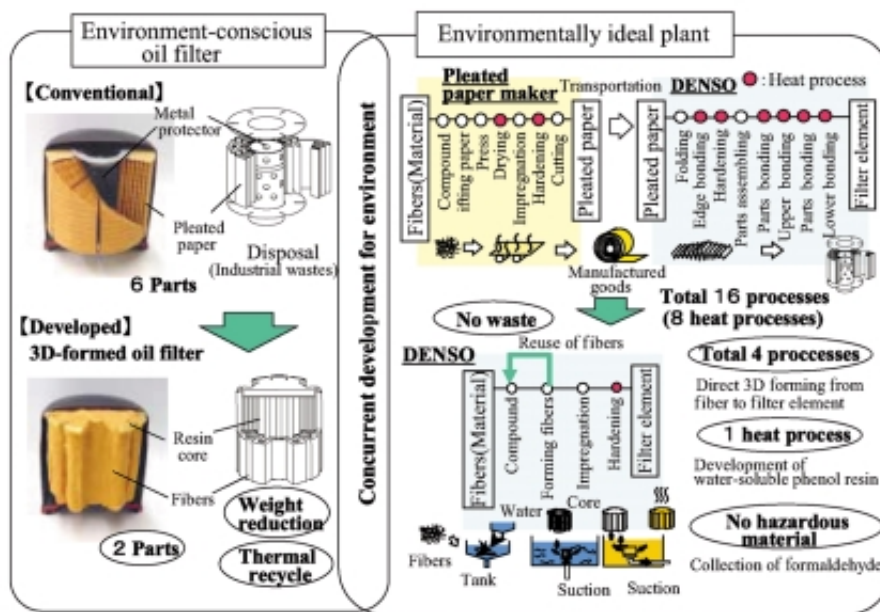 Environment-conscious
oil filter
【Conventional】
Metal
protector
Pleated
paper
Disposal
(Industrial wastes)
6 Parts
【Developed】
3D-formed oil filter
Resin
core
Fibers
Weight
reduction
2 Parts
Thermal
recycle
Concurrent development for environment
Environmentally ideal plant
Pleated
paper maker
Transportation
DENSO
: Heat process
Fibers(Material)
Compound
ifting paper
Press
Drying
Impregnation
Hardening
Cutting
Pleated paper
Pleated paper
Folding
Edge bonding
Hardening
Parts assembling
Parts bonding
Upper bonding
Parts bonding
Lower bonding
Filter element
Manufactured
goods
Total 16 processes
(8 heat processes)
No waste
DENSO
Reuse of fibers
Fibers(Material)
Compound
Forming fibers
Impregnation
Hardening
Filter element
Total 4 proccesses
Direct 3D forming from
fiber to filter element
1 heat process
Development of
water-soluble phenol resin
No hazardous
material
Collection of formaldehyde
Water
Core
Fibers
Tank
Suction
Suction